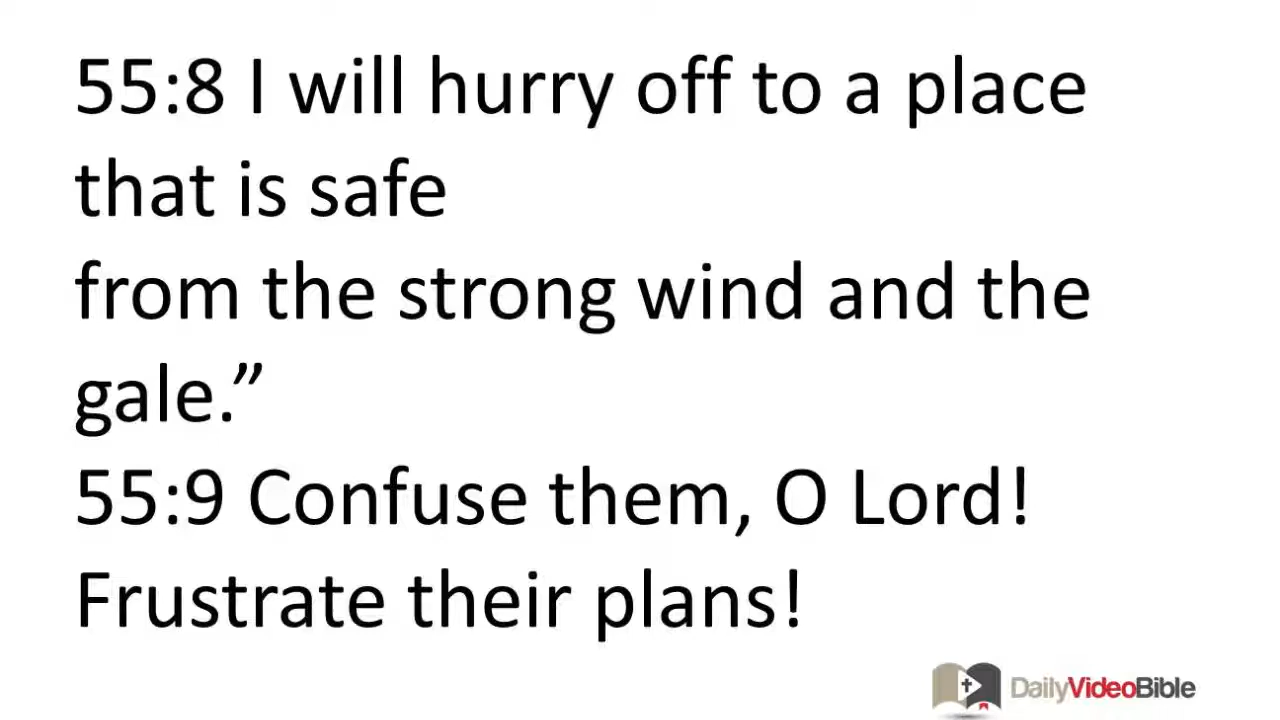 55:8 I will hurry off to a place
that is safe
from the strong wind and the
gale.”
55:9 Confuse them, O Lord!
Frustrate their plans!
DailyVideoBible